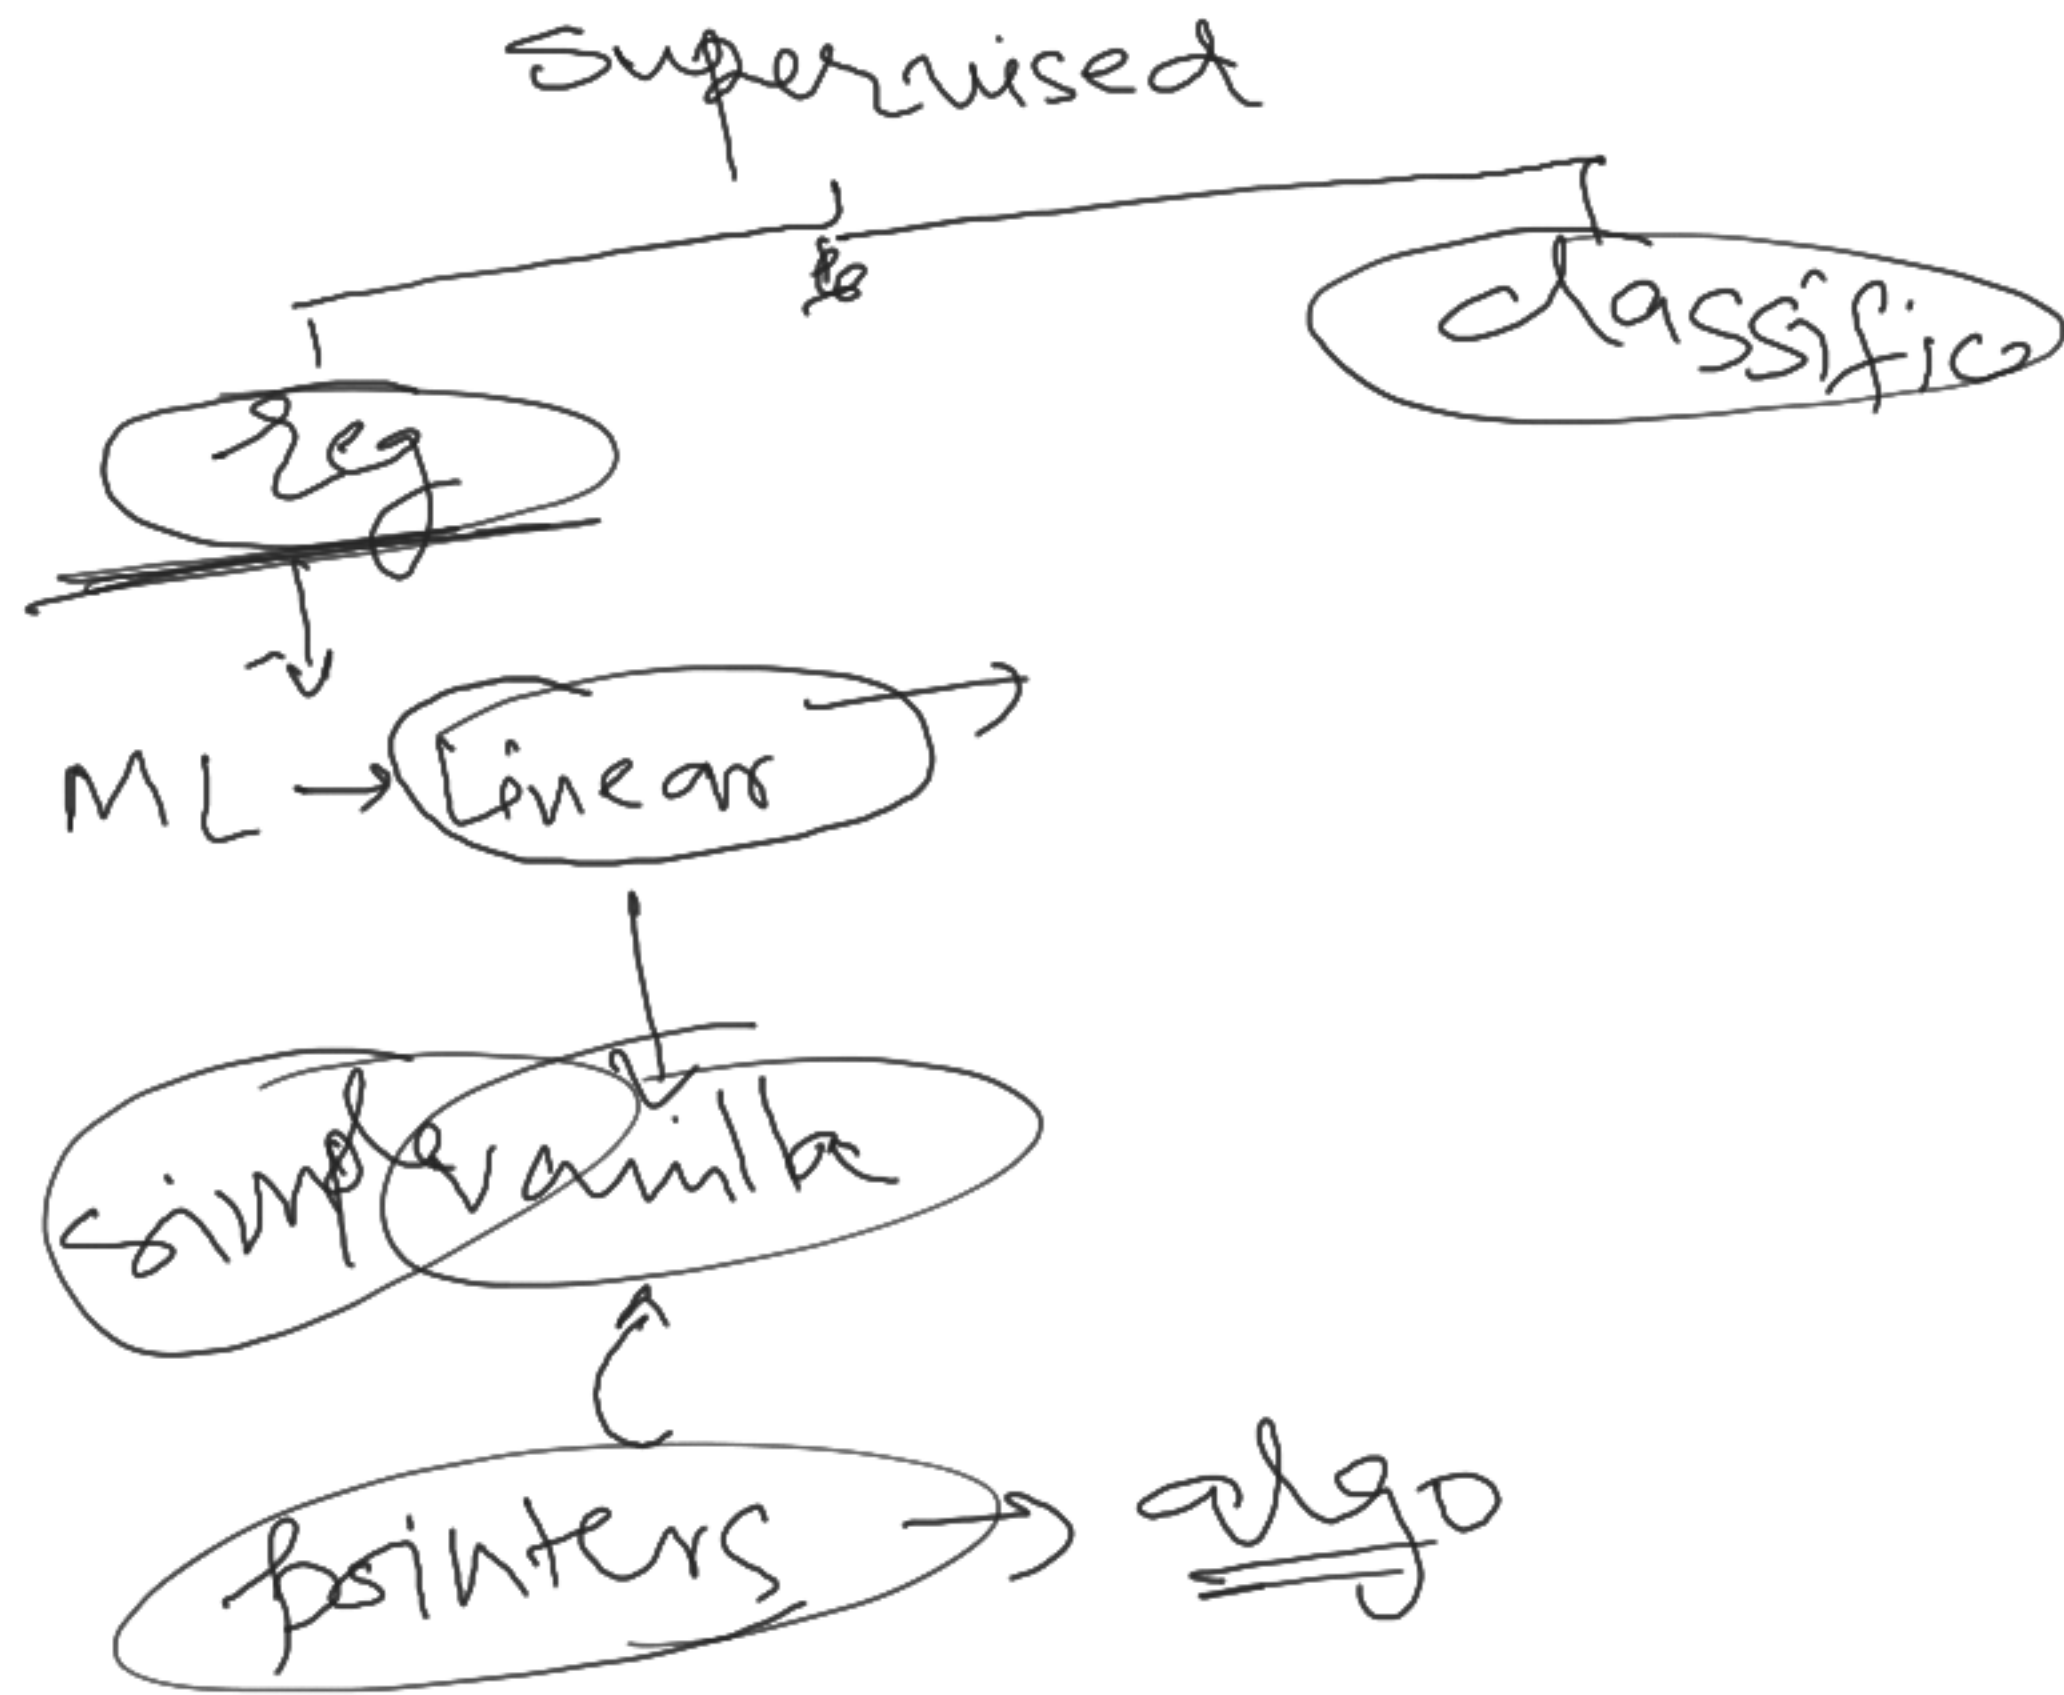 Supervised
classific
Reg
ML → Linear
simple vanilla
pointers → algo